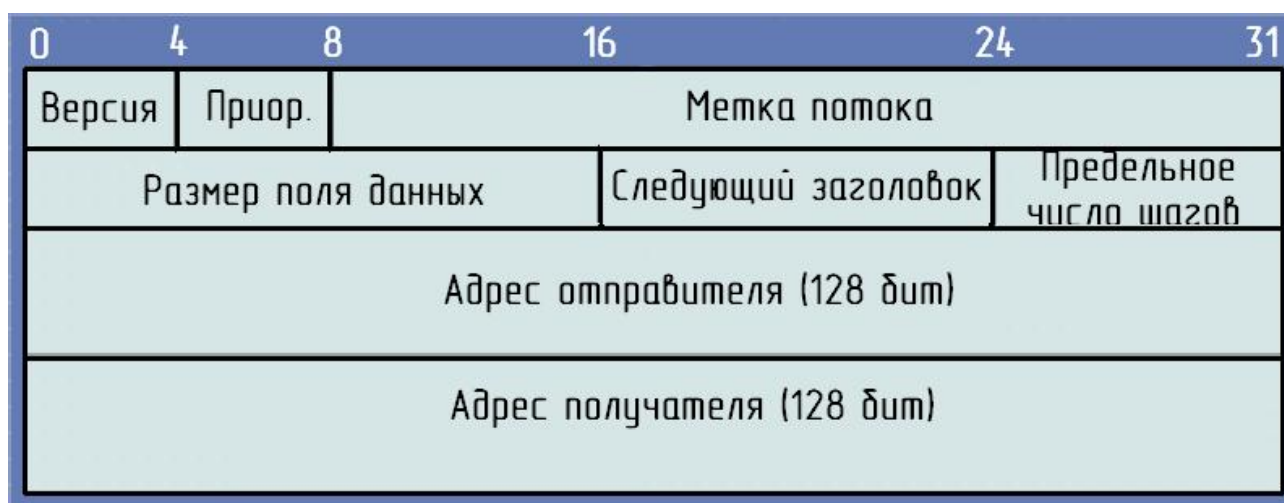 0 4 8 16 24 31
Версия Приор. Метка потока
Размер поля данных Следующий заголовок Предельное
число шагов
Адрес отправителя (128 бит)
Адрес получателя (128 бит)